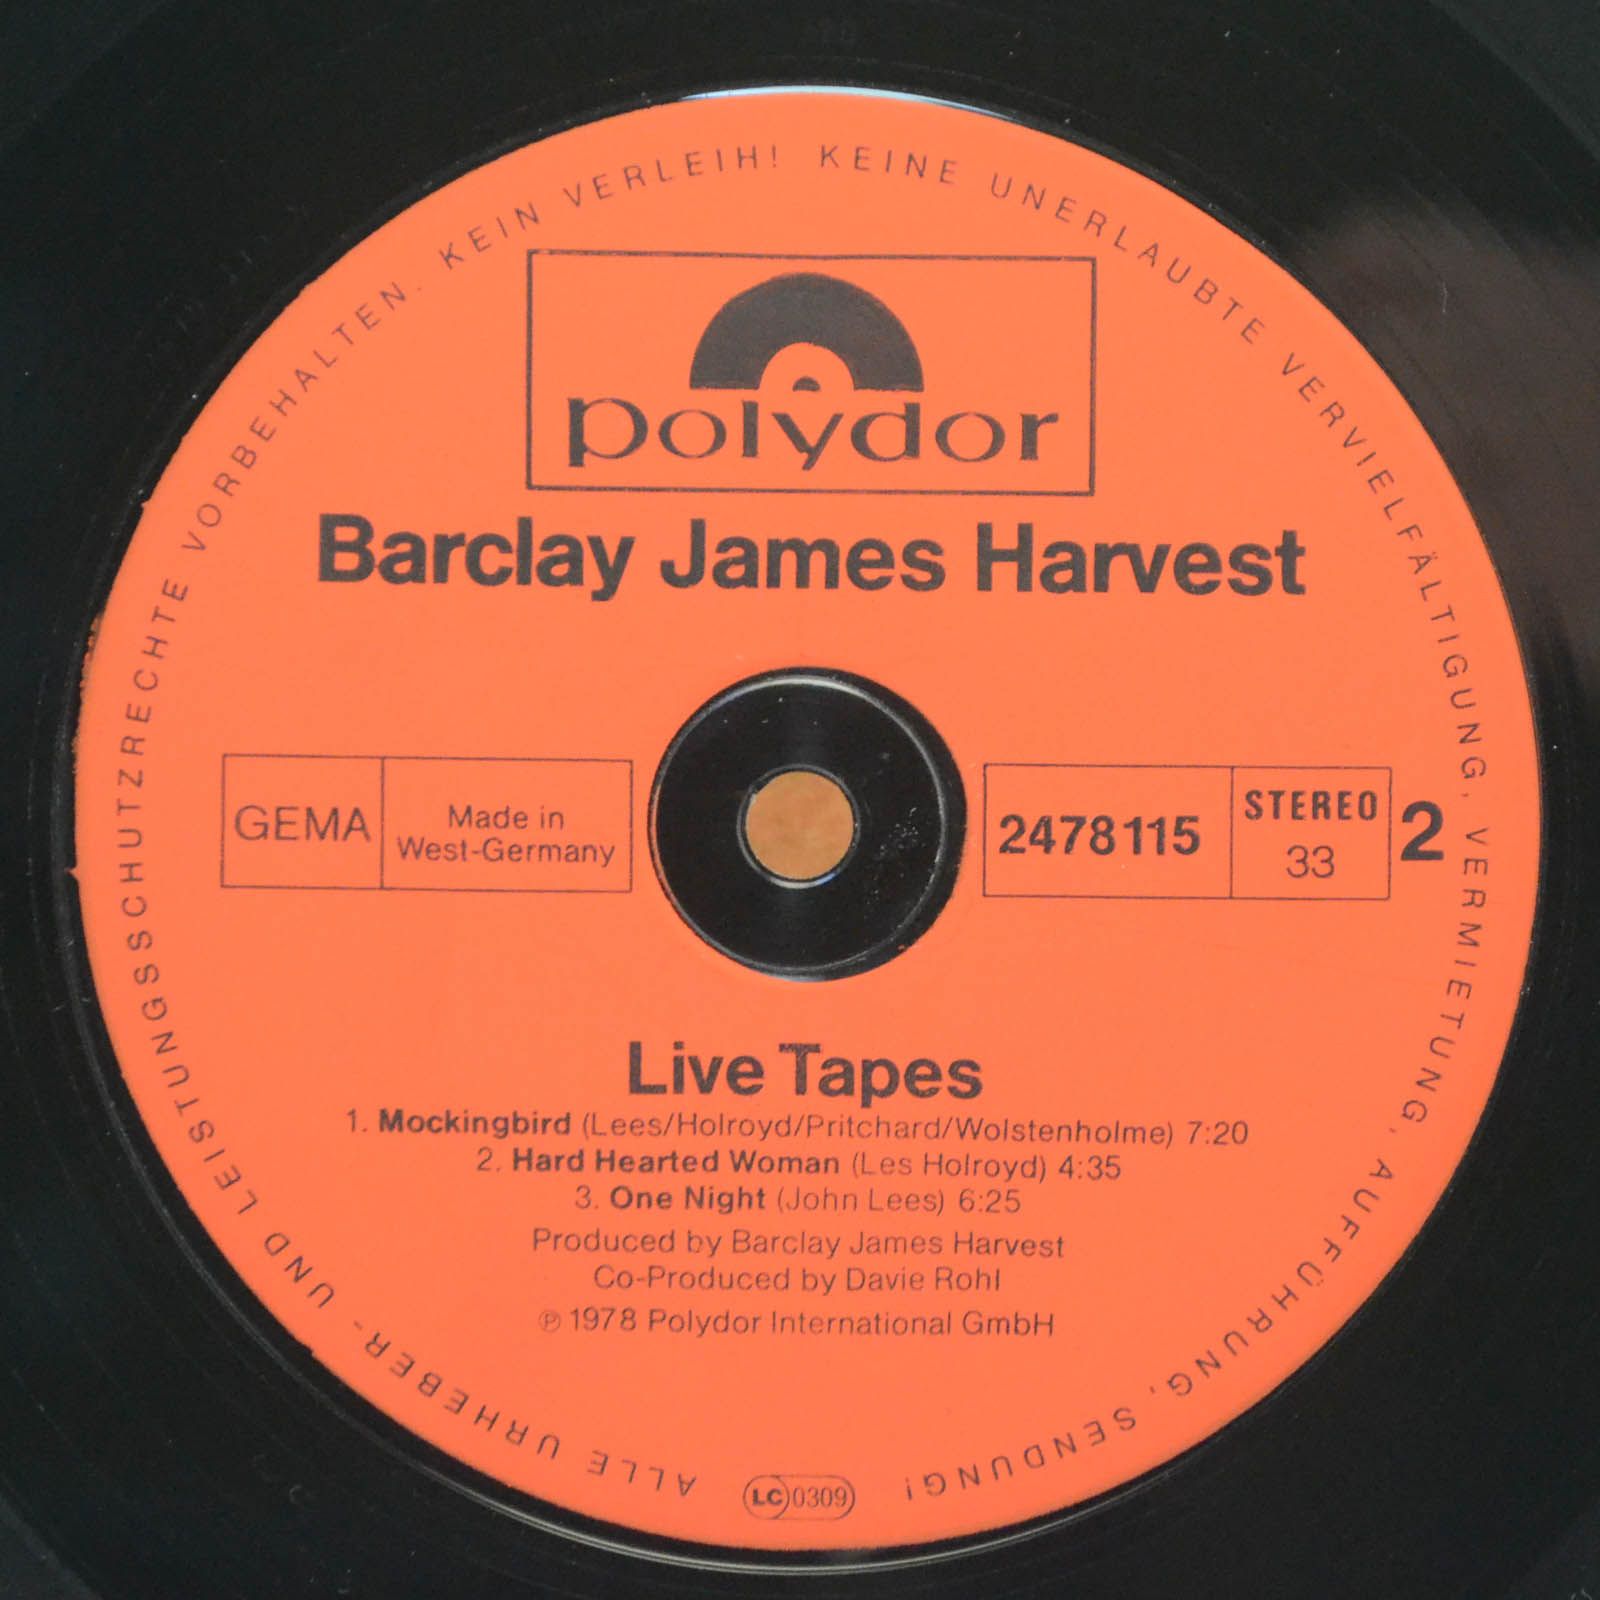 ALLE URHEBER- UND LEISTUNGSSCHUTZRECHTE VORBEHALTEN. KEIN VERLEIH! KEINE UNERLAUBTE VERVIELFÄLTIGUNG, VERMIETUNG, AUFFÜHRUNG, SENDUNG!
polydor
Barclay James Harvest
GEMA
Made in
West-Germany
2478115
STEREO
33
2
Live Tapes
1. Mockingbird (Lees/Holroyd/Pritchard/Wolstenholme) 7:20
2. Hard Hearted Woman (Les Holroyd) 4:35
3. One Night (John Lees) 6:25
Produced by Barclay James Harvest
Co-Produced by Davie Rohl
℗ 1978 Polydor International GmbH
LC 0309